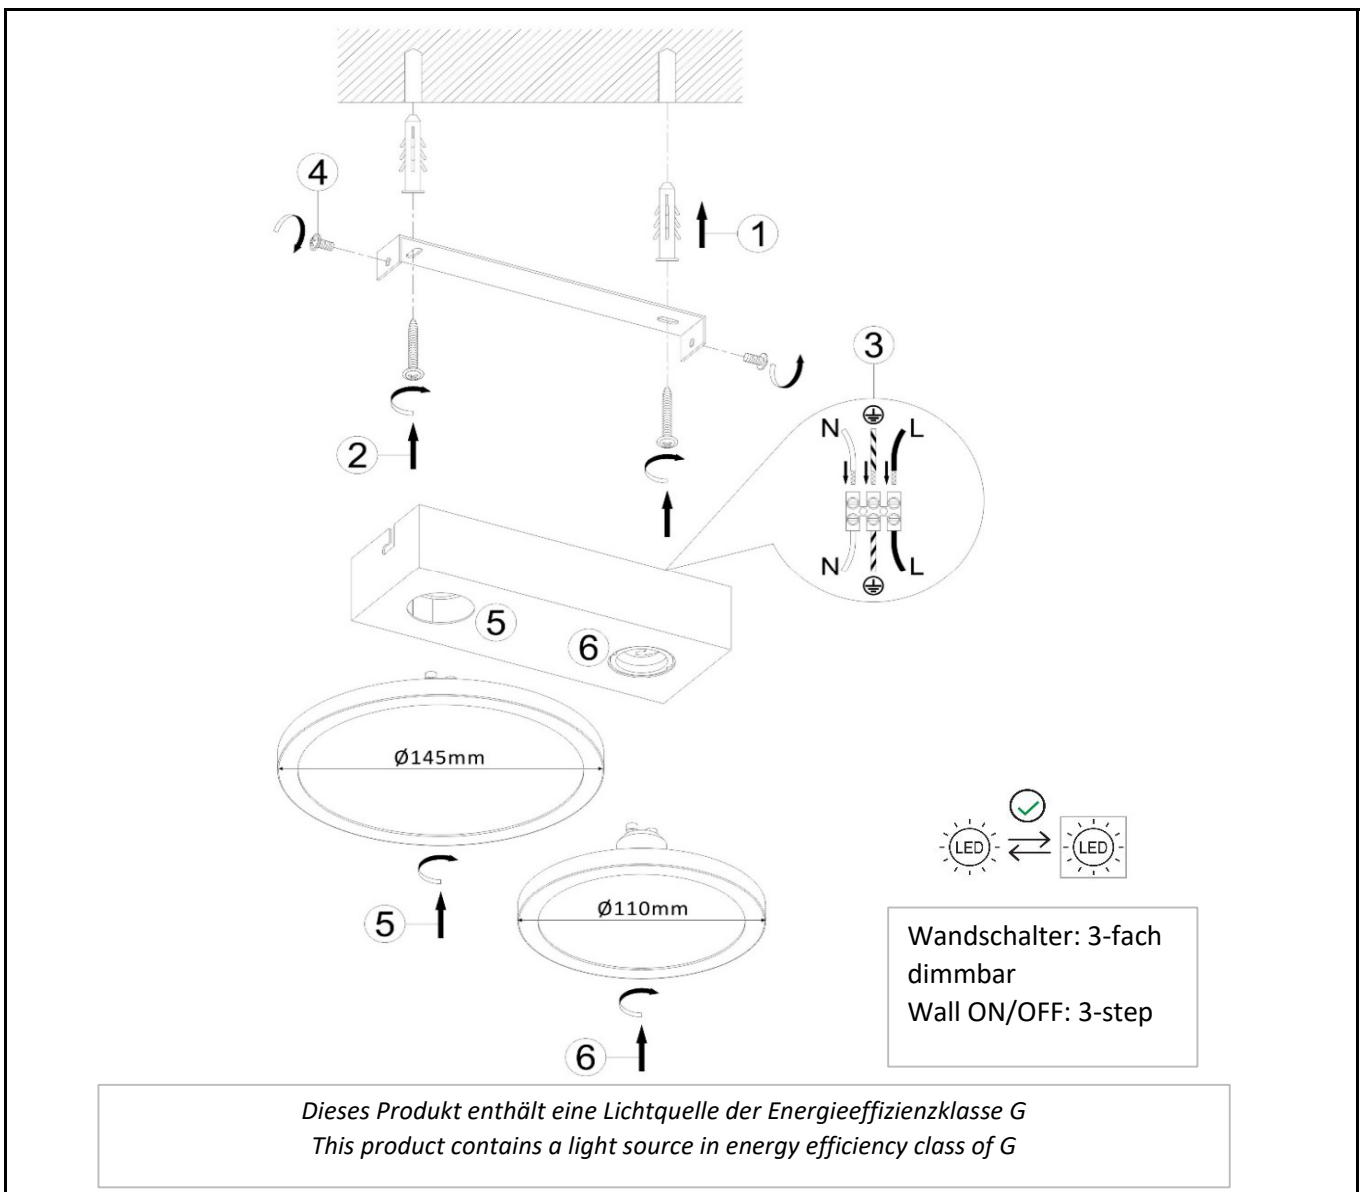 4
1
3
N L
2
N L
5
6
Ø145mm
LED LED
Ø110mm
5
Wandschalter: 3-fach
dimmbar
Wall ON/OFF: 3-step
6
Dieses Produkt enthält eine Lichtquelle der Energieeffizienzklasse G
This product contains a light source in energy efficiency class of G